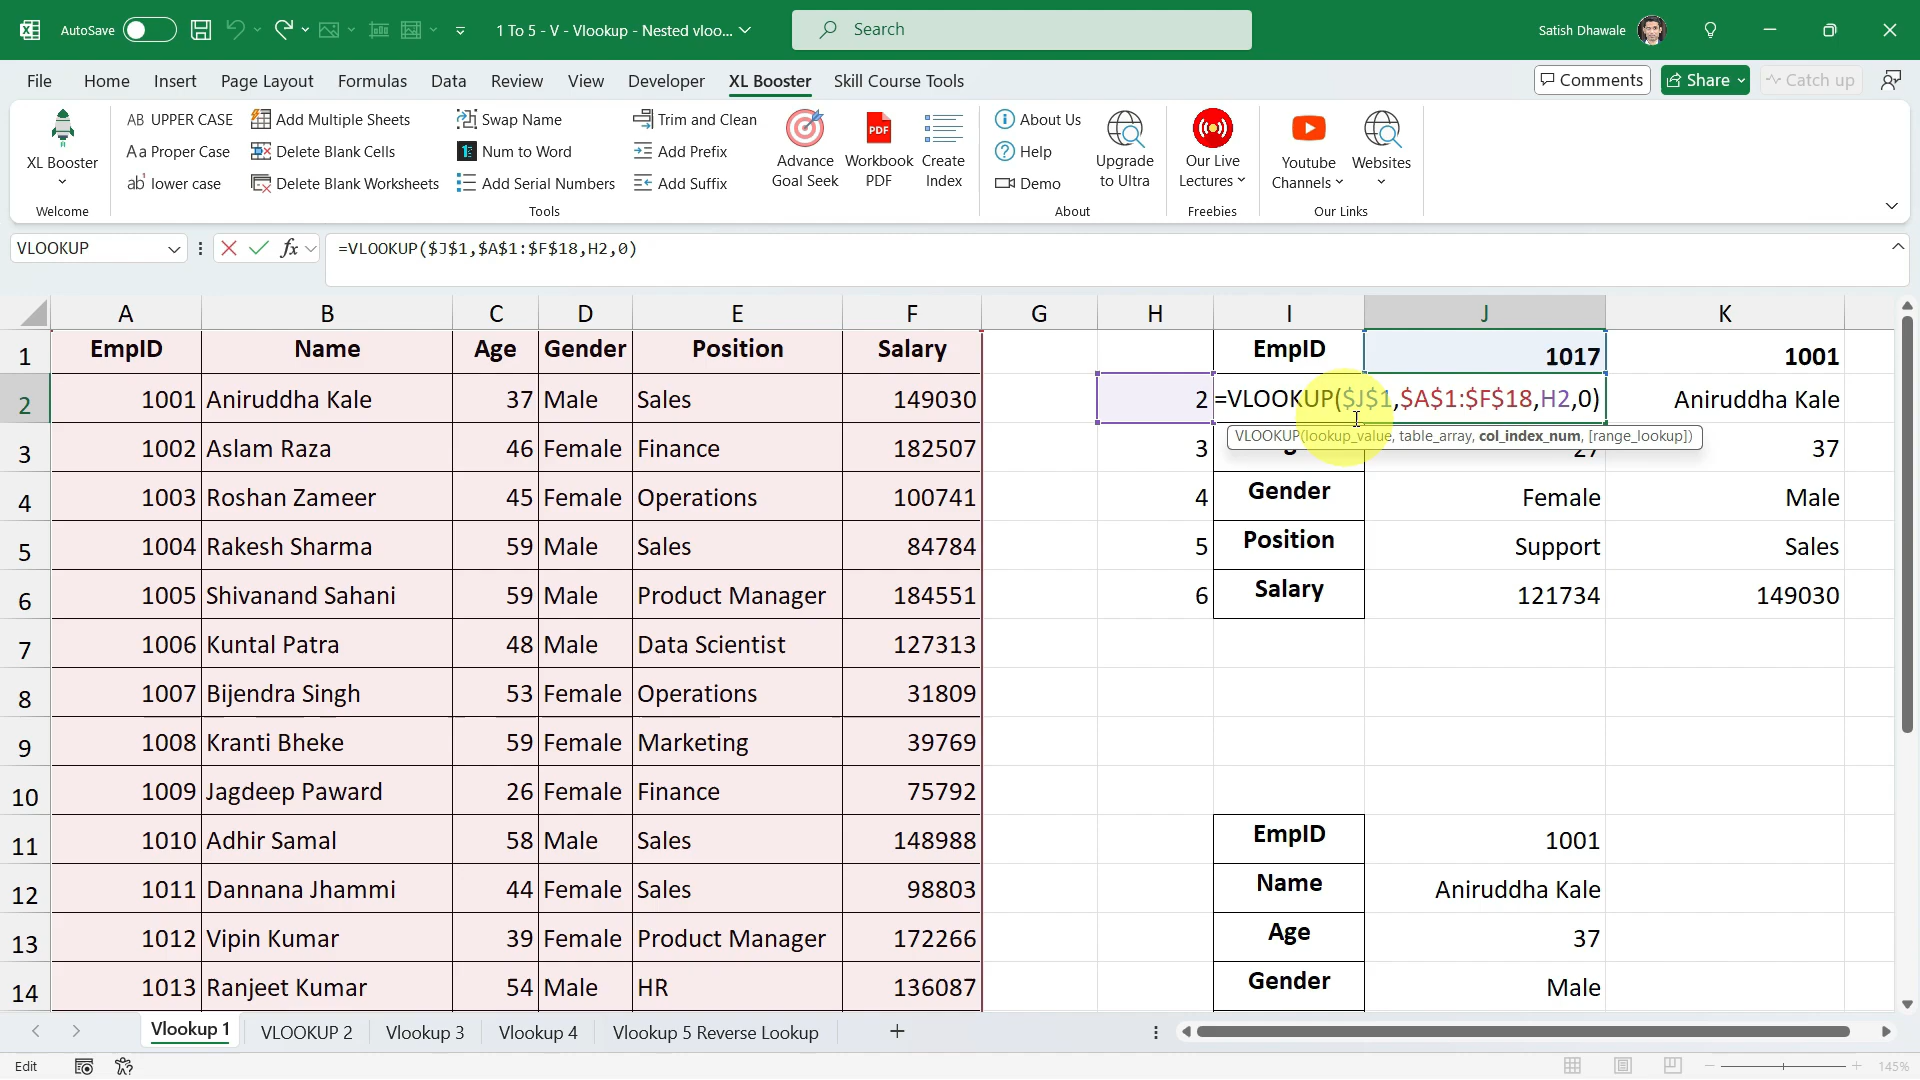 AutoSave
1 To 5 - V - Vlookup - Nested vloo...
Search
Satish Dhawale
File Home Insert Page Layout Formulas Data Review View Developer XL Booster Skill Course Tools
Comments Share Catch up
XL Booster
Welcome
AB UPPER CASE
Aa Proper Case
ab lower case
Add Multiple Sheets
Delete Blank Cells
Delete Blank Worksheets
Swap Name
Num to Word
Add Serial Numbers
Trim and Clean
Add Prefix
Add Suffix
Advance Goal Seek
PDF
Workbook PDF
Create Index
Tools
About Us
Help
Demo
Upgrade to Ultra
About
Our Live Lectures
Freebies
Youtube Channels
Websites
Our Links
VLOOKUP fx =VLOOKUP($J$1,$A$1:$F$18,H2,0)
A B C D E F G H I J K
1 EmpID Name Age Gender Position Salary EmpID 1017 1001
2 1001 Aniruddha Kale 37 Male Sales 149030 2 =VLOOKUP($J$1,$A$1:$F$18,H2,0) Aniruddha Kale
VLOOKUP(lookup_value, table_array, col_index_num, [range_lookup])
3 1002 Aslam Raza 46 Female Finance 182507 3 27 37
4 1003 Roshan Zameer 45 Female Operations 100741 4 Gender Female Male
5 1004 Rakesh Sharma 59 Male Sales 84784 5 Position Support Sales
6 1005 Shivanand Sahani 59 Male Product Manager 184551 6 Salary 121734 149030
7 1006 Kuntal Patra 48 Male Data Scientist 127313
8 1007 Bijendra Singh 53 Female Operations 31809
9 1008 Kranti Bheke 59 Female Marketing 39769
10 1009 Jagdeep Paward 26 Female Finance 75792
11 1010 Adhir Samal 58 Male Sales 148988 EmpID 1001
12 1011 Dannana Jhammi 44 Female Sales 98803 Name Aniruddha Kale
13 1012 Vipin Kumar 39 Female Product Manager 172266 Age 37
14 1013 Ranjeet Kumar 54 Male HR 136087 Gender Male
Vlookup 1 VLOOKUP 2 Vlookup 3 Vlookup 4 Vlookup 5 Reverse Lookup
Edit
145%